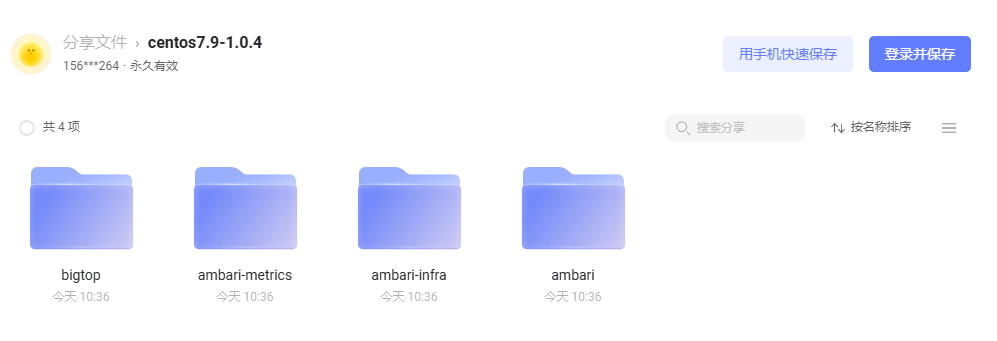 分享文件 › centos7.9-1.0.4
156***264 · 永久有效
用手机快速保存
登录并保存
共 4 项
搜索分享
按名称排序
bigtop
今天 10:36
ambari-metrics
今天 10:36
ambari-infra
今天 10:36
ambari
今天 10:36